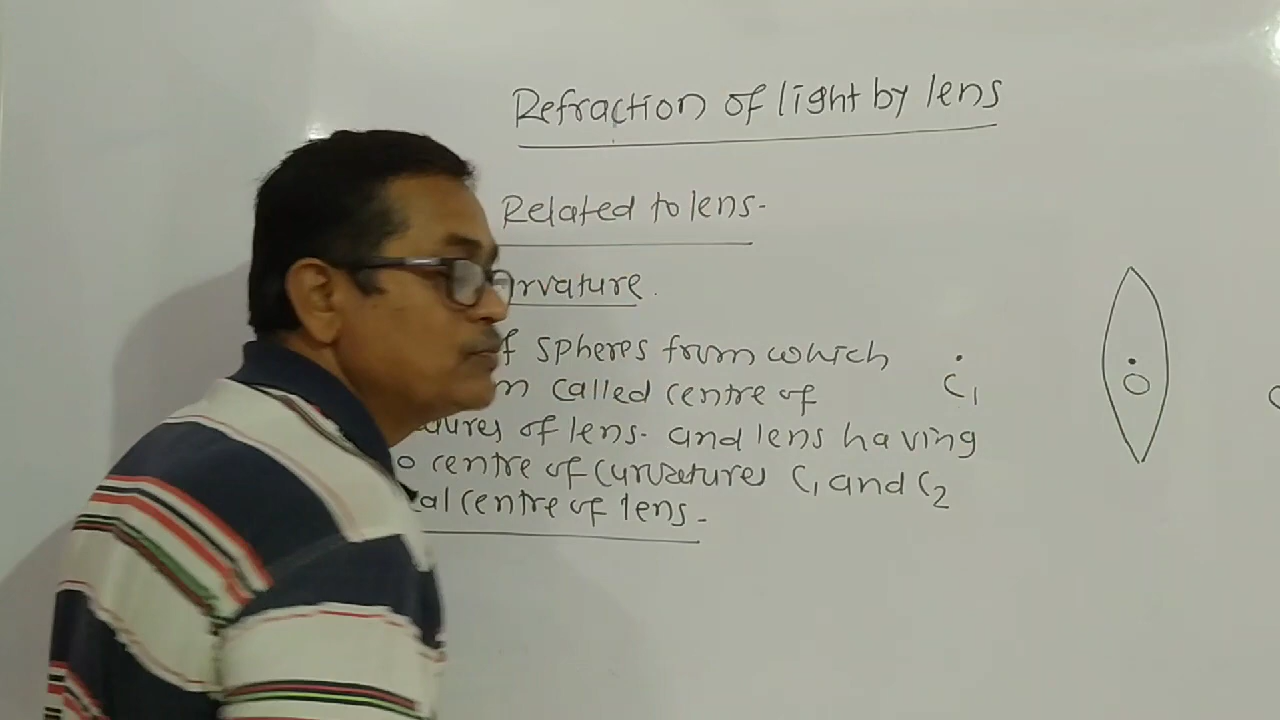 Refraction of light by lens
Related to lens-
rvature.
f spheres from which
n called centre of
of lens. and lens having
o centre of curvatures C1 and C2
al centre of lens-
C1
O
C